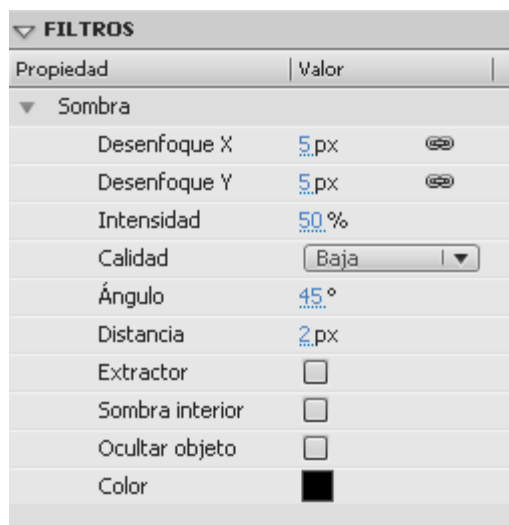 FILTROS
Propiedad Valor
Sombra
Desenfoque X 5 px
Desenfoque Y 5 px
Intensidad 50 %
Calidad Baja
Ángulo 45 °
Distancia 2 px
Extractor
Sombra interior
Ocultar objeto
Color